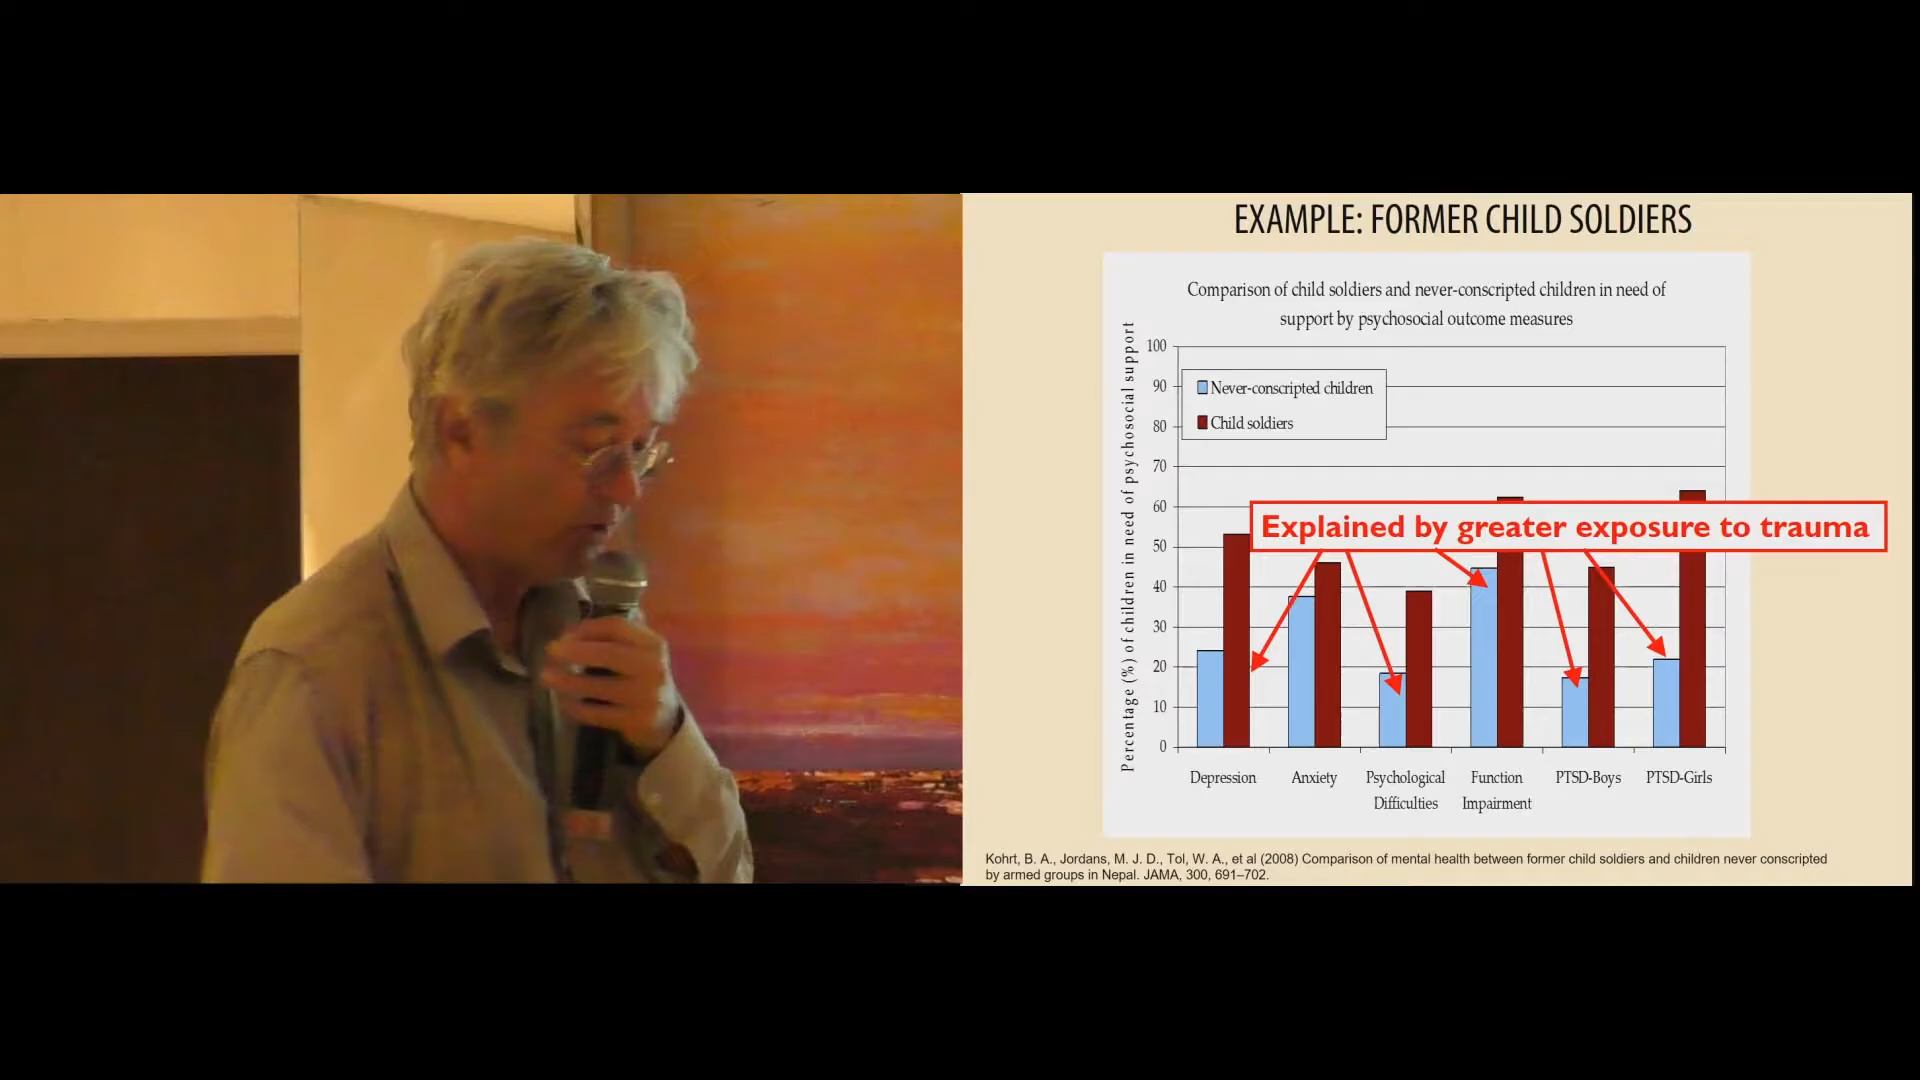 EXAMPLE: FORMER CHILD SOLDIERS
Comparison of child soldiers and never-conscripted children in need of
support by psychosocial outcome measures
Percentage (%) of children in need of psychosocial support
100
90
80
70
60
50
40
30
20
10
0
Never-conscripted children
Child soldiers
Explained by greater exposure to trauma
Depression
Anxiety
Psychological
Difficulties
Function
Impairment
PTSD-Boys
PTSD-Girls
Kohrt, B. A., Jordans, M. J. D., Tol, W. A., et al (2008) Comparison of mental health between former child soldiers and children never conscripted
by armed groups in Nepal. JAMA, 300, 691–702.